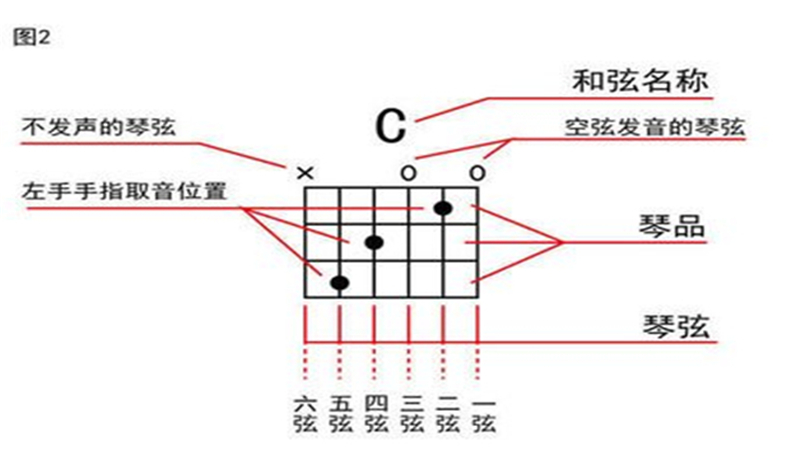 图2
和弦名称
C
不发声的琴弦
空弦发音的琴弦
× O O
左手手指取音位置
琴品
琴弦
六弦 五弦 四弦 三弦 二弦 一弦